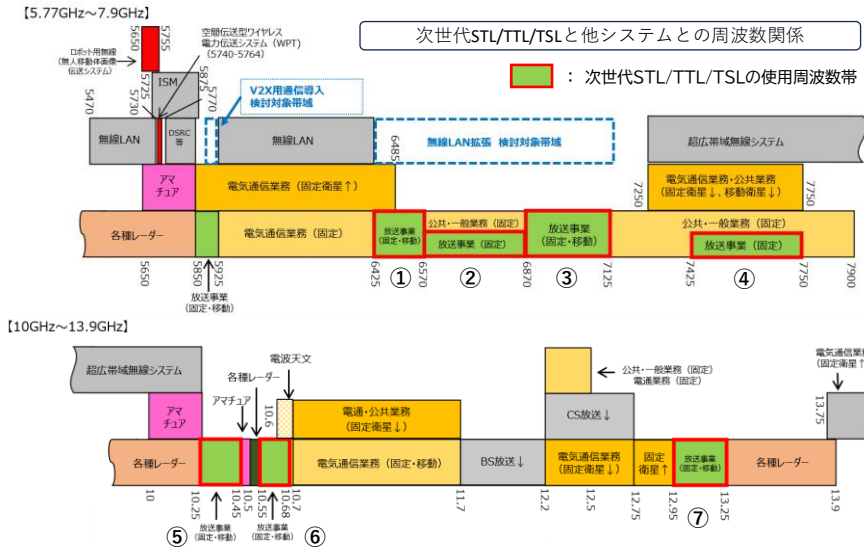 【5.77GHz～7.9GHz】
次世代STL/TTL/TSLと他システムとの周波数関係
： 次世代STL/TTL/TSLの使用周波数帯
ロボット用無線
（無人移動体画像
伝送システム）
5650
5755
空間伝送型ワイヤレス
電力伝送システム（WPT）
（5740-5764）
5470
5725
5730
ISM
5875
5770
V2X用通信導入
検討対象帯域
無線LAN
DSRC
等
無線LAN
6485
無線LAN拡張 検討対象帯域
超広帯域無線システム
アマ
チュア
電気通信業務（固定衛星↑）
7250
電気通信業務・公共業務
（固定衛星↓、移動衛星↓）
7750
各種レーダー
電気通信業務（固定）
放送事業
（固定・移動）
公共・一般業務（固定）
放送事業（固定）
放送事業
（固定・移動）
公共・一般業務（固定）
放送事業（固定）
5650
5850
5925
6425
6570
6870
7125
7425
7750
7900
放送事業
（固定・移動）
①
②
③
④
【10GHz～13.9GHz】
超広帯域無線システム
電波天文
各種レーダー
アマチュア
10.6
公共・一般業務（固定）
電通業務（固定）
電気通信業務
（固定衛星↑）
13.75
アマ
チュア
電通・公共業務
（固定衛星↓）
CS放送↓
各種レーダー
電気通信業務（固定・移動）
BS放送↓
電気通信業務
（固定衛星↓）
固定
衛星↑
放送事業
（固定・移動）
各種レーダー
10
10.25
10.45
10.5
10.55
10.68
10.7
11.7
12.2
12.5
12.75
12.95
13.25
13.9
⑤
放送事業
（固定・移動）
放送事業
（固定・移動）
⑥
⑦